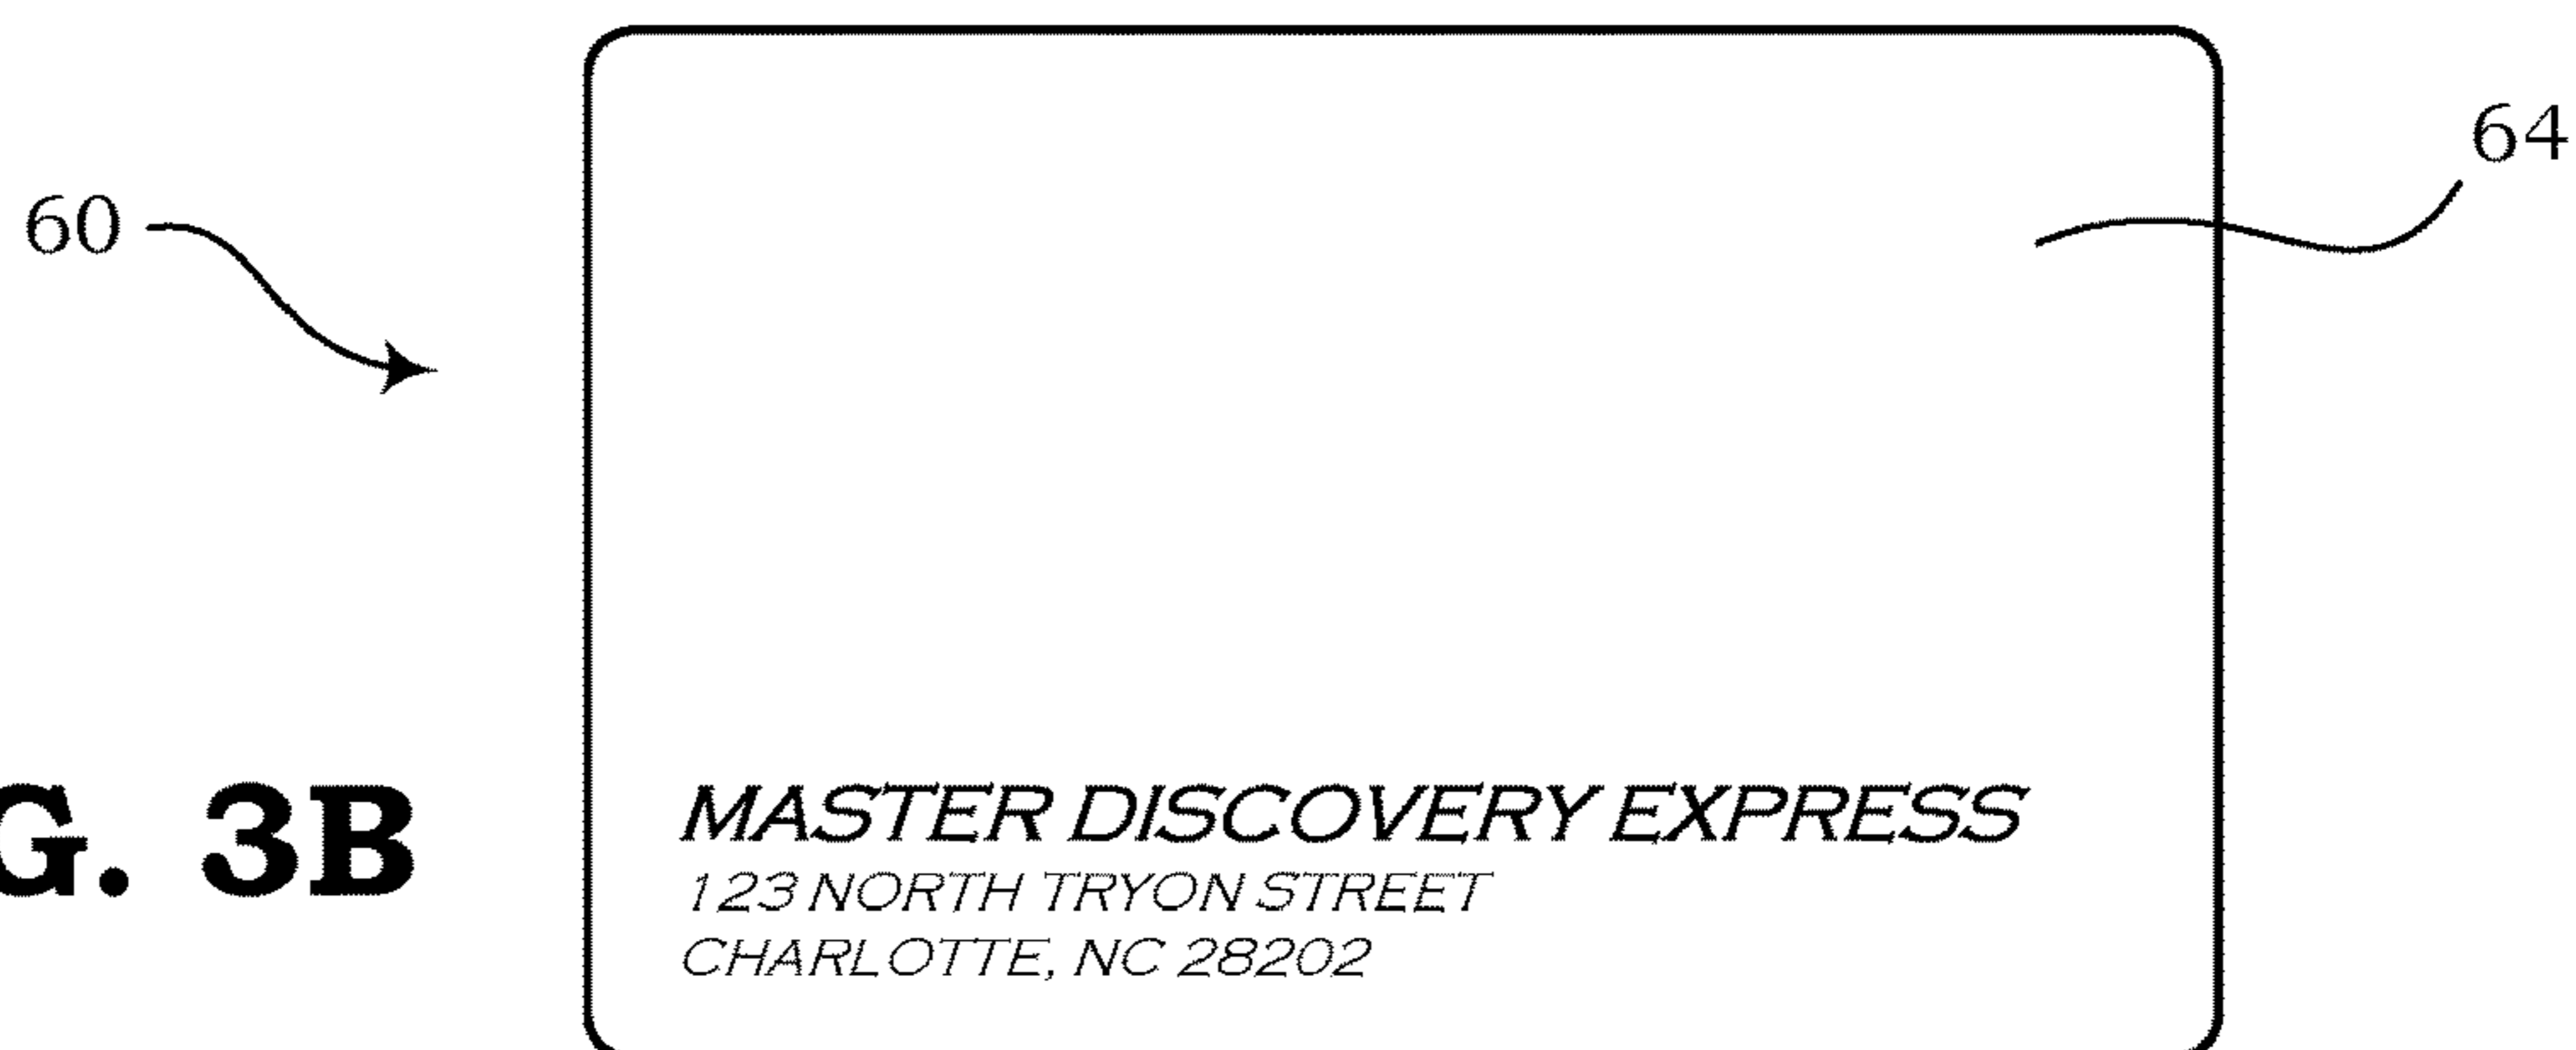 64
60
MASTER DISCOVERY EXPRESS
G. 3B
123 NORTH TRYON STREET
CHARLOTTE, NC 28202